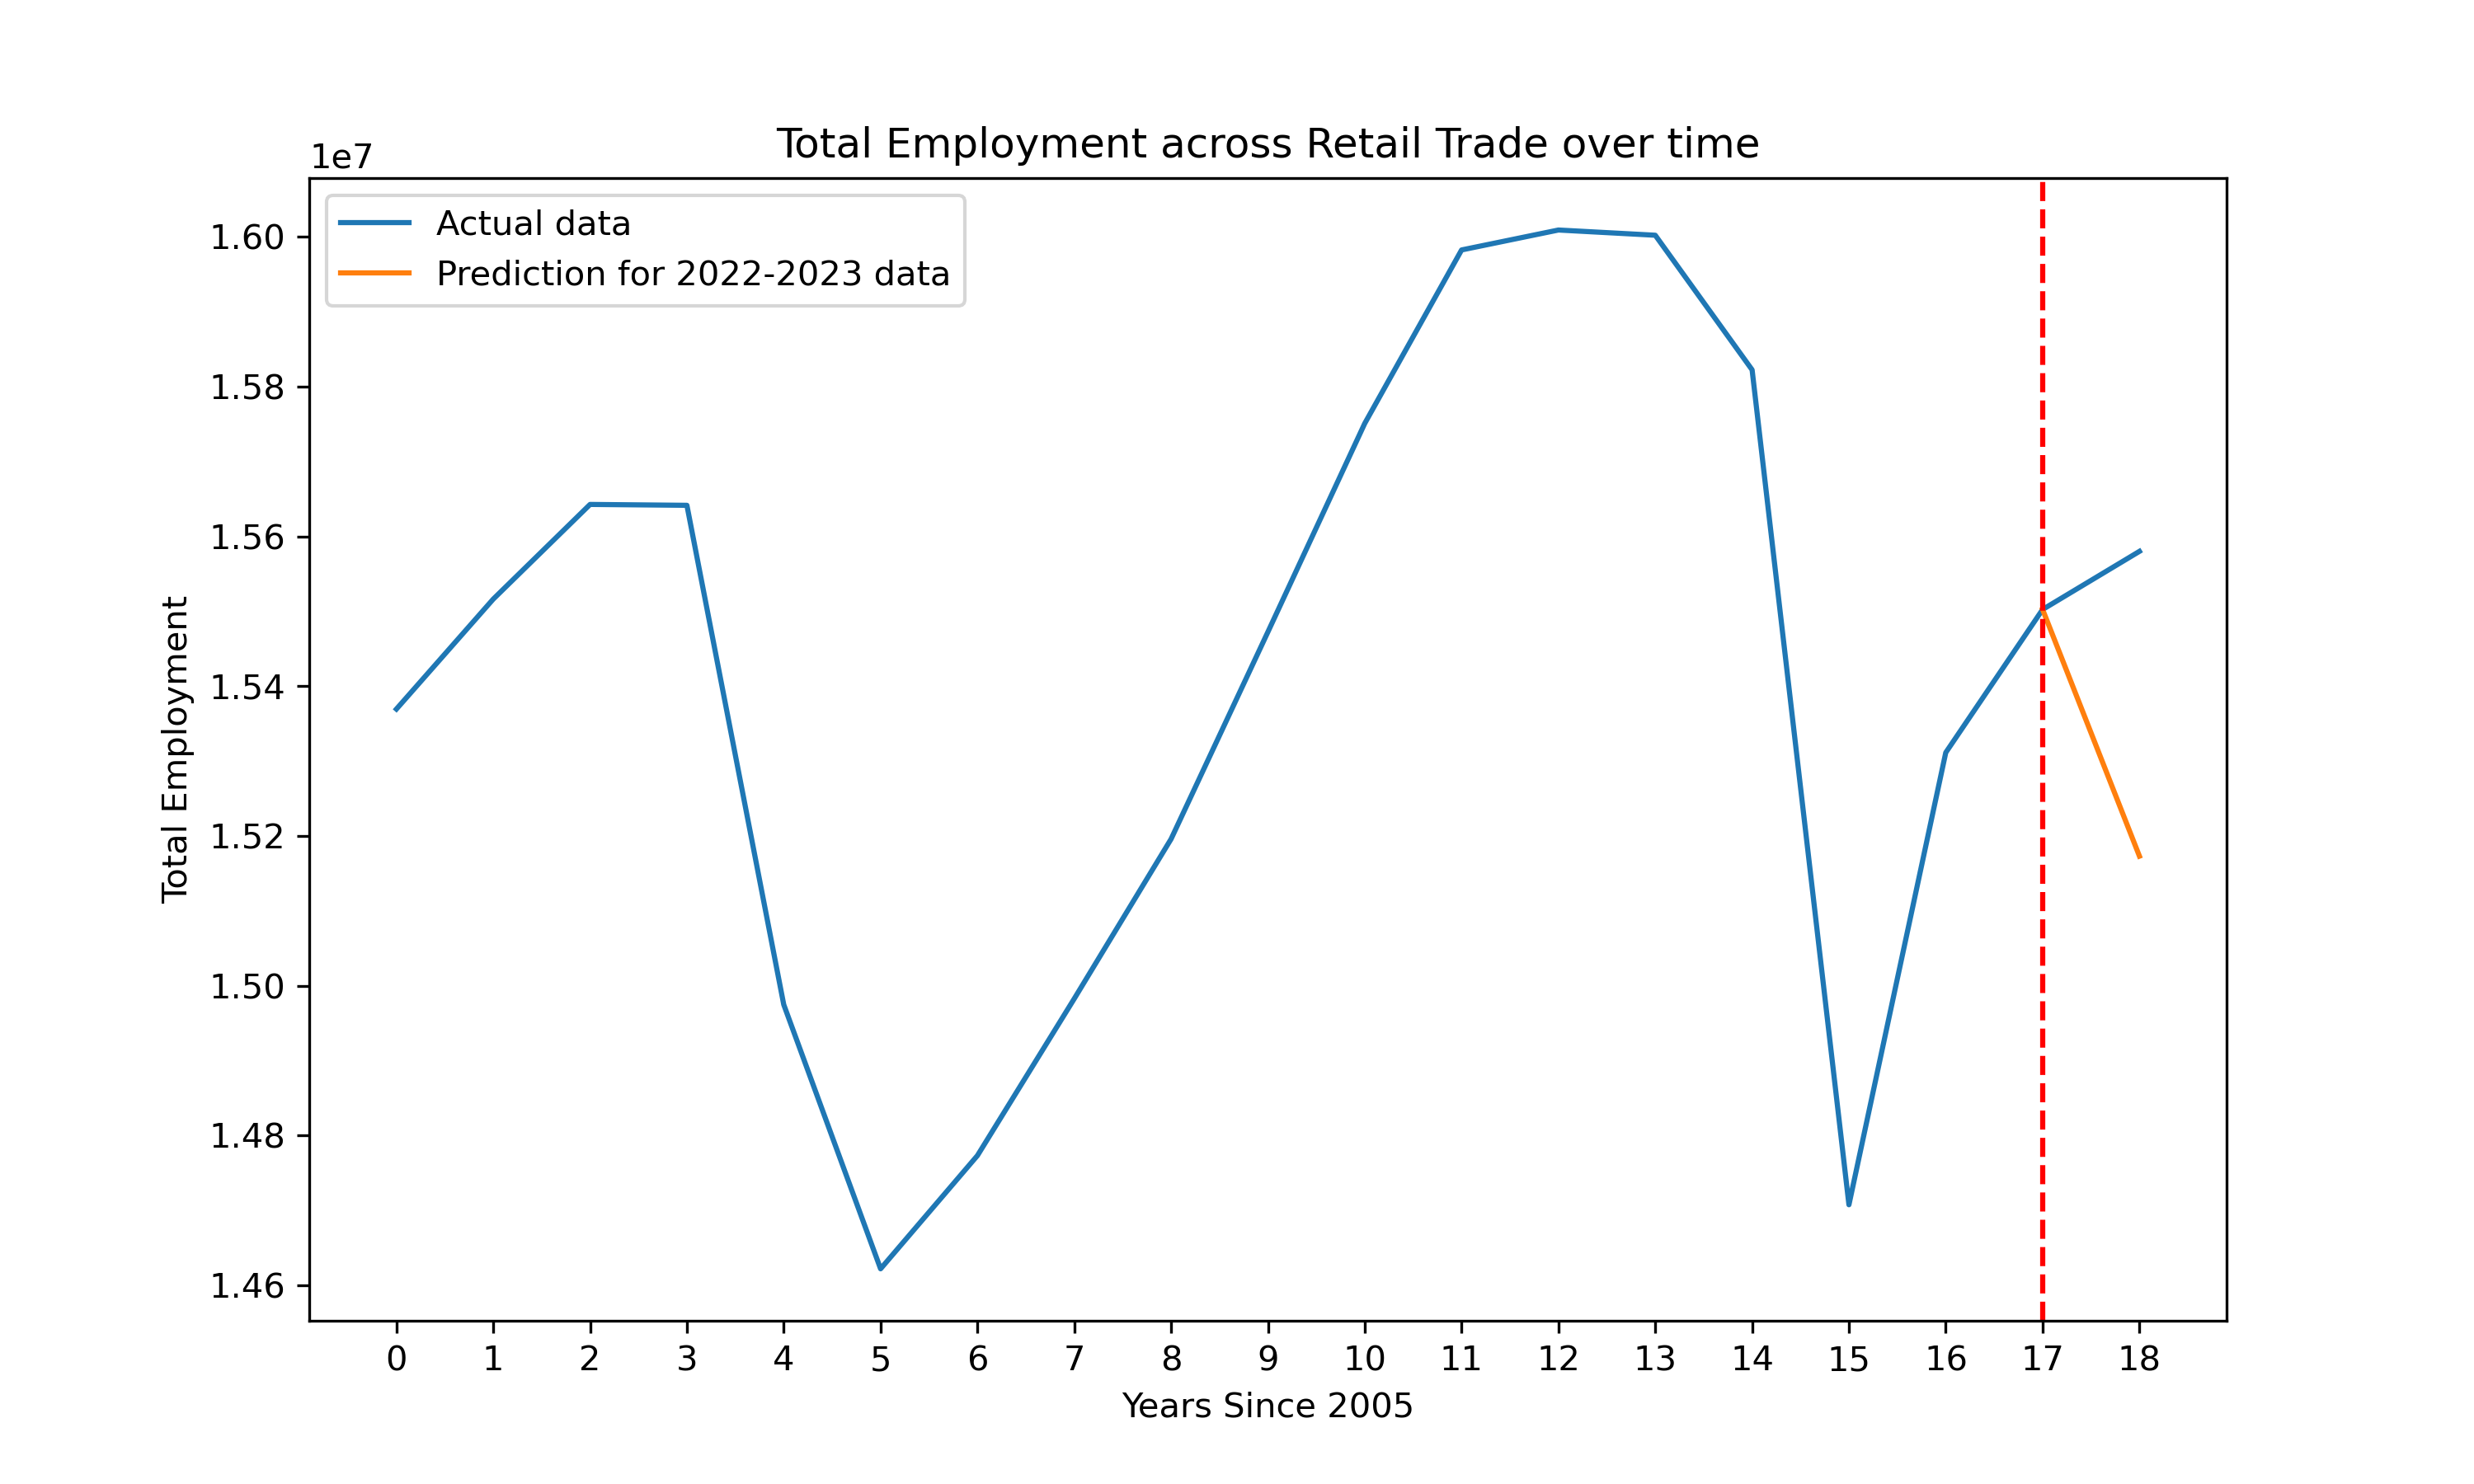 Total Employment across Retail Trade over time
1e7
Actual data
Prediction for 2022-2023 data
1.60
1.58
1.56
1.54
1.52
1.50
1.48
1.46
Total Employment
0 1 2 3 4 5 6 7 8 9 10 11 12 13 14 15 16 17 18
Years Since 2005